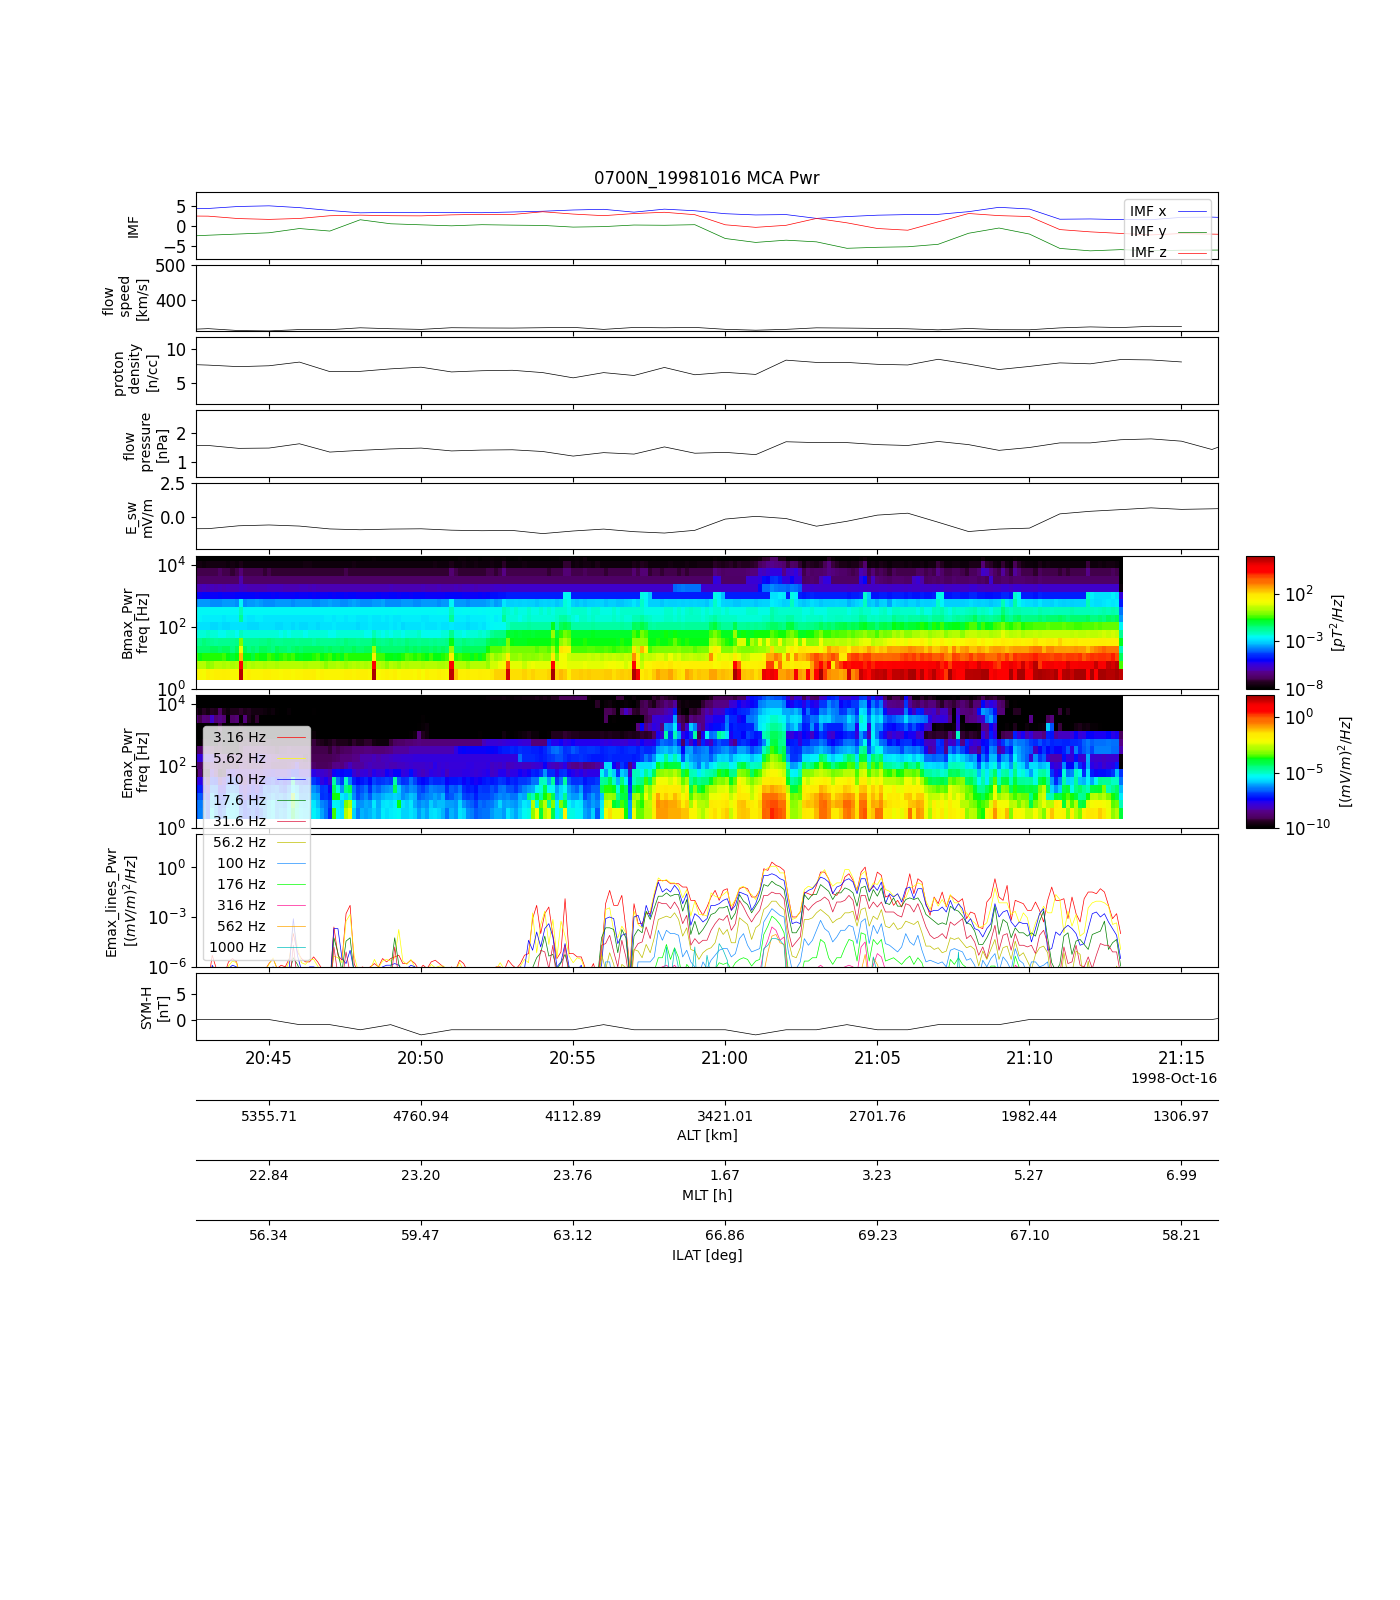 0700N_19981016 MCA Pwr
5
0
−5
IMF
IMF x
IMF y
IMF z
500
400
flow
speed
[km/s]
10
5
proton
density
[n/cc]
2
1
flow
pressure
[nPa]
2.5
0.0
E_sw
mV/m
10^4
10^2
10^0
Bmax_Pwr
freq [Hz]
10^2
10^−3
10^−8
[pT^2/Hz]
10^4
10^2
10^0
Emax_Pwr
freq [Hz]
10^0
10^−5
10^−10
[(mV/m)^2/Hz]
3.16 Hz
5.62 Hz
10 Hz
17.6 Hz
31.6 Hz
56.2 Hz
100 Hz
176 Hz
316 Hz
562 Hz
1000 Hz
10^0
10^−3
10^−6
Emax_lines_Pwr
[(mV/m)^2/Hz]
5
0
SYM-H
[nT]
20:45 20:50 20:55 21:00 21:05 21:10 21:15
1998-Oct-16
5355.71 4760.94 4112.89 3421.01 2701.76 1982.44 1306.97
ALT [km]
22.84 23.20 23.76 1.67 3.23 5.27 6.99
MLT [h]
56.34 59.47 63.12 66.86 69.23 67.10 58.21
ILAT [deg]